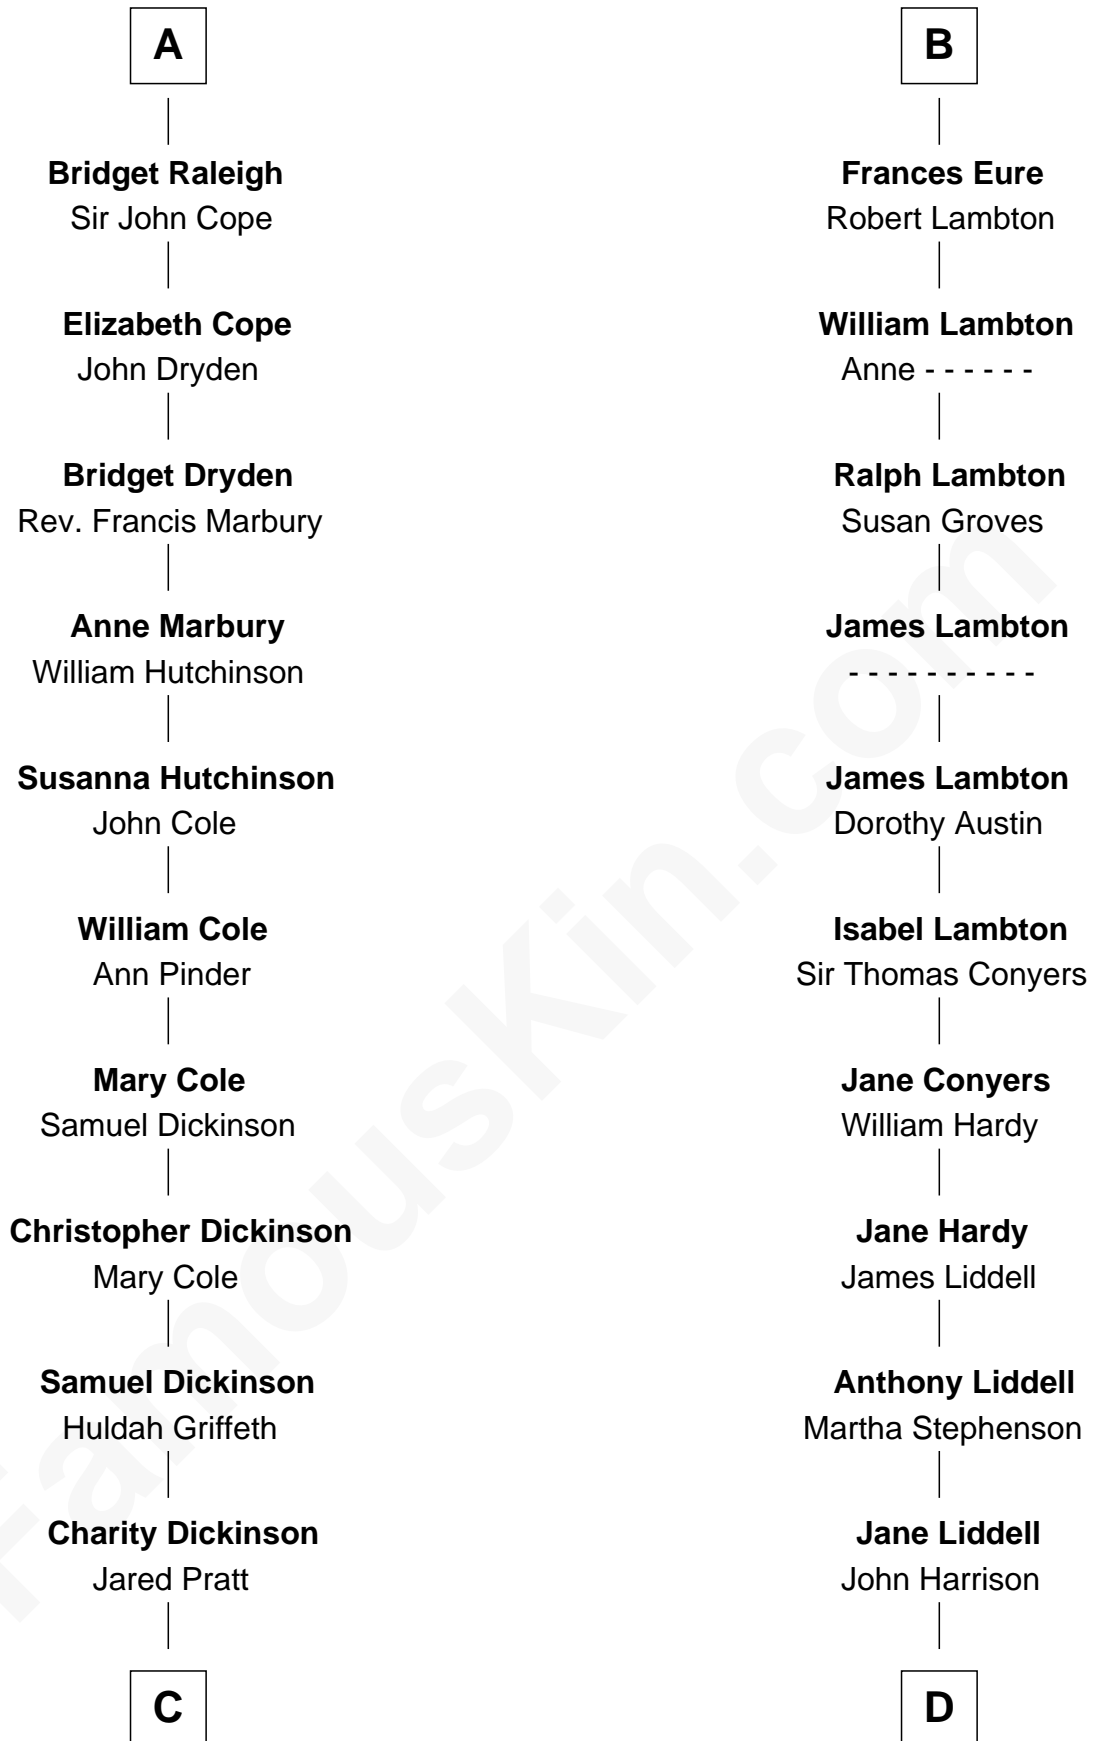 A
Bridget Raleigh
Sir John Cope
Elizabeth Cope
John Dryden
Bridget Dryden
Rev. Francis Marbury
Anne Marbury
William Hutchinson
Susanna Hutchinson
John Cole
William Cole
Ann Pinder
Mary Cole
Samuel Dickinson
Christopher Dickinson
Mary Cole
Samuel Dickinson
Huldah Griffeth
Charity Dickinson
Jared Pratt
C
B
Frances Eure
Robert Lambton
William Lambton
Anne - - - - - -
Ralph Lambton
Susan Groves
James Lambton
- - - - - - - - - -
James Lambton
Dorothy Austin
Isabel Lambton
Sir Thomas Conyers
Jane Conyers
William Hardy
Jane Hardy
James Liddell
Anthony Liddell
Martha Stephenson
Jane Liddell
John Harrison
D
FamousKin.com